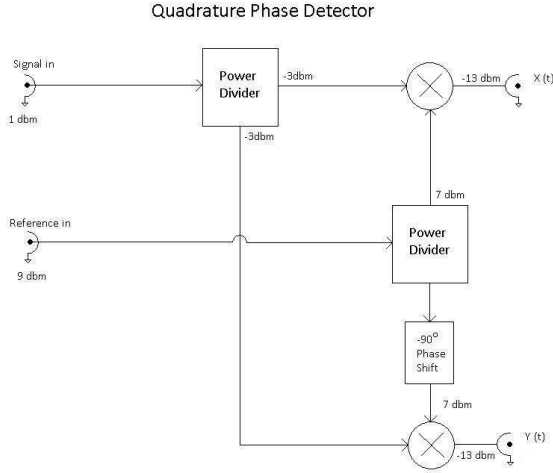 Quadrature Phase Detector
Signal in
1 dbm
Power
Divider
-3dbm
-3dbm
-13 dbm
X (t)
7 dbm
Reference in
9 dbm
Power
Divider
-90°
Phase
Shift
7 dbm
-13 dbm
Y (t)